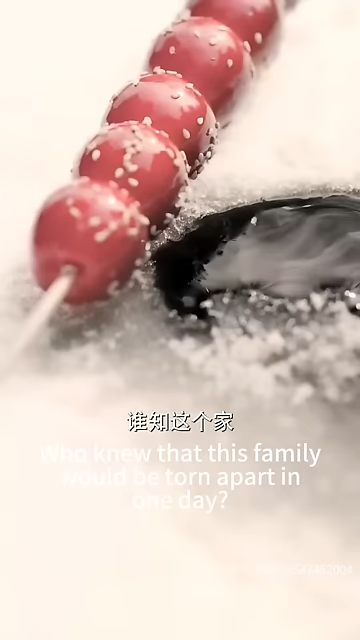 谁知这个家
Who knew that this family
would be torn apart in
one day?